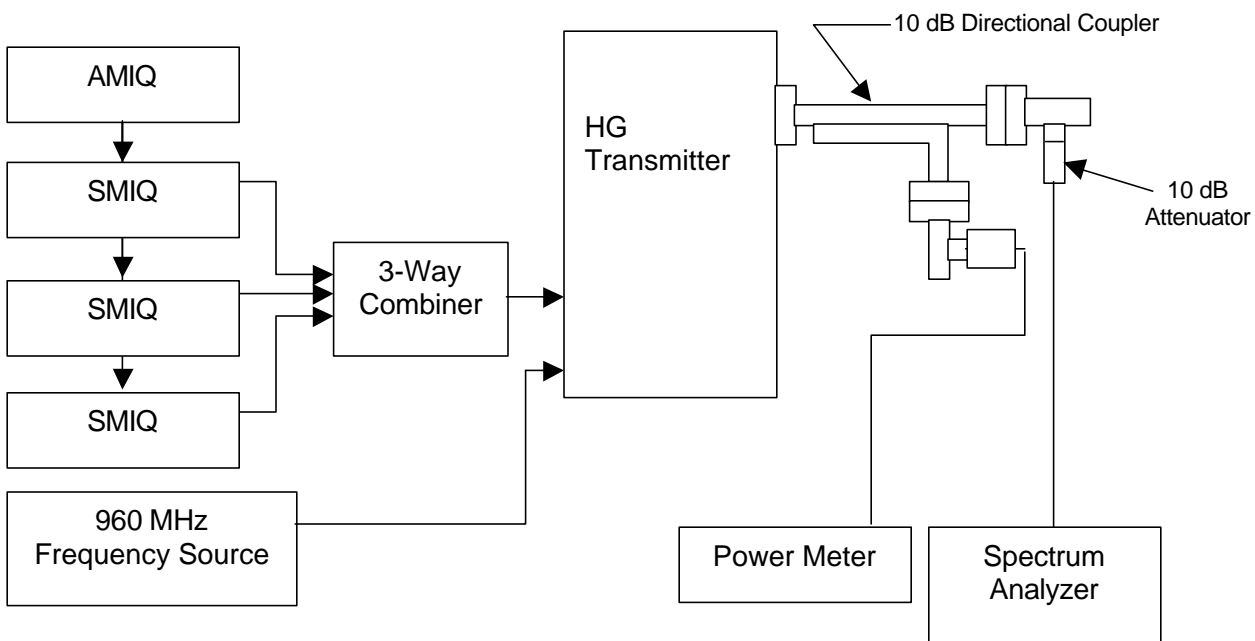 AMIQ
SMIQ
SMIQ
SMIQ
960 MHz
Frequency Source
3-Way
Combiner
HG
Transmitter
10 dB Directional Coupler
10 dB
Attenuator
Power Meter
Spectrum
Analyzer